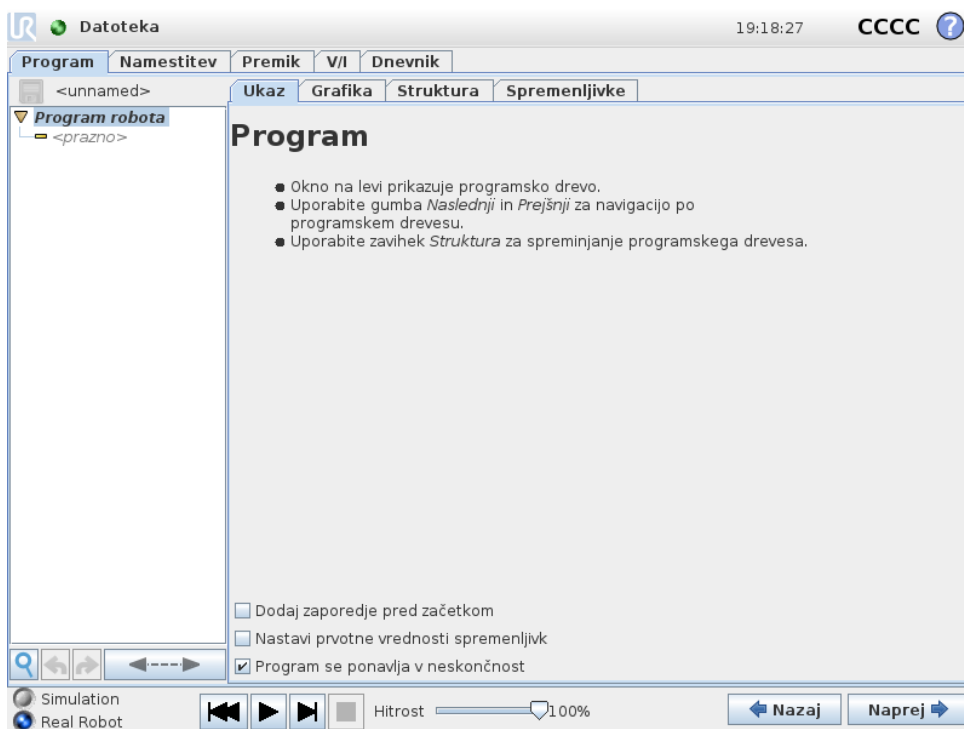 UR Datoteka 19:18:27 CCCC ?
Program Namestitev Premik V/I Dnevnik
<unnamed>
Ukaz Grafika Struktura Spremenljivke
Program robota
<prazno>
Program
Okno na levi prikazuje programsko drevo.
Uporabite gumba Naslednji in Prejšnji za navigacijo po
programskem drevesu.
Uporabite zavihek Struktura za spreminjanje programskega drevesa.
Dodaj zaporedje pred začetkom
Nastavi prvotne vrednosti spremenljivk
Program se ponavlja v neskončnost
Simulation
Real Robot
Hitrost 100%
Nazaj
Naprej